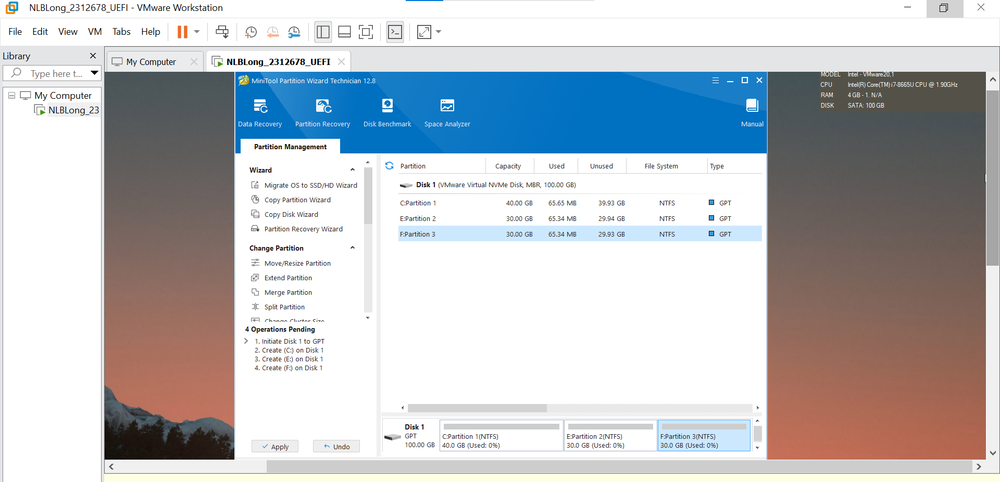 NLBLong_2312678_UEFI - VMware Workstation
File Edit View VM Tabs Help
Library
Type here t...
My Computer
NLBLong_23
My Computer
NLBLong_2312678_UEFI
MiniTool Partition Wizard Technician 12.8
Data Recovery
Partition Recovery
Disk Benchmark
Space Analyzer
Manual
MODEL Intel - VMware20,1
CPU Intel(R) Core(TM) i7-8665U CPU @ 1.90GHz
RAM 4 GB - 1. N/A
DISK SATA: 100 GB
Partition Management
Wizard
Migrate OS to SSD/HD Wizard
Copy Partition Wizard
Copy Disk Wizard
Partition Recovery Wizard
Change Partition
Move/Resize Partition
Extend Partition
Merge Partition
Split Partition
Change Cluster Size
4 Operations Pending
1. Initiate Disk 1 to GPT
2. Create (C:) on Disk 1
3. Create (E:) on Disk 1
4. Create (F:) on Disk 1
Apply
Undo
Partition Capacity Used Unused File System Type
Disk 1 (VMware Virtual NVMe Disk, MBR, 100.00 GB)
C:Partition 1 40.00 GB 65.65 MB 39.93 GB NTFS GPT
E:Partition 2 30.00 GB 65.34 MB 29.94 GB NTFS GPT
F:Partition 3 30.00 GB 65.34 MB 29.93 GB NTFS GPT
Disk 1
GPT
100.00 GB
C:Partition 1(NTFS)
40.0 GB (Used: 0%)
E:Partition 2(NTFS)
30.0 GB (Used: 0%)
F:Partition 3(NTFS)
30.0 GB (Used: 0%)